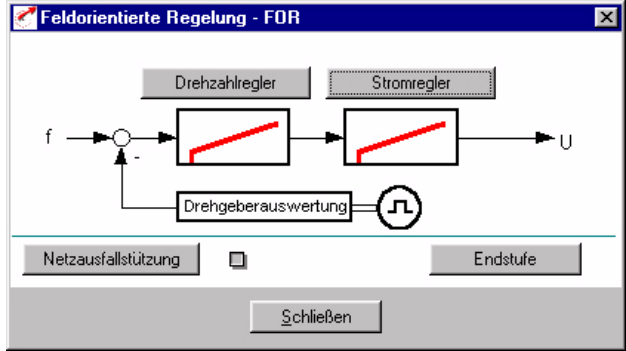 Feldorientierte Regelung - FOR
Drehzahlregler
Stromregler
f
U
-
Drehgeberauswertung
Netzausfallstützung
Endstufe
Schließen